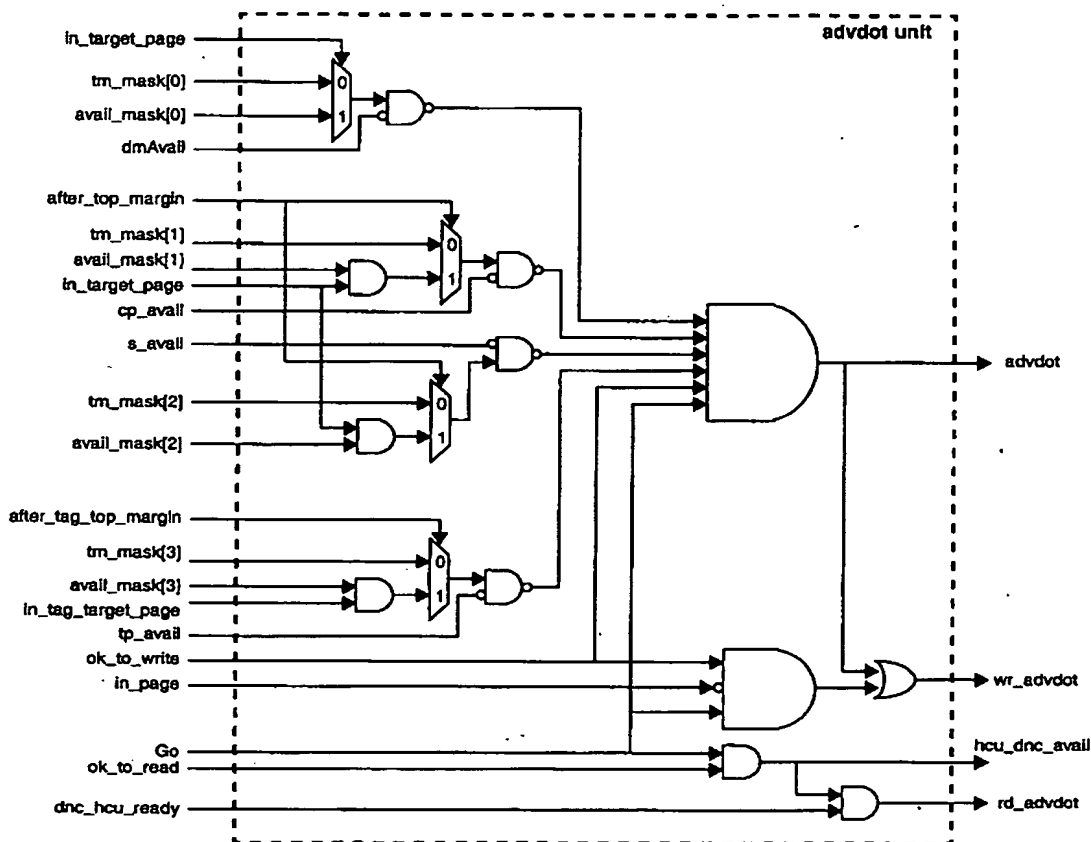 advdot unit
in_target_page
tm_mask[0]
0
avail_mask[0]
1
dmAvail
after_top_margin
tm_mask[1]
0
avail_mask[1}
1
in_target_page
cp_avail
s_avail
tm_mask[2]
0
avail_mask[2]
1
advdot
after_tag_top_margin
tm_mask[3]
0
avail_mask[3}
1
in_tag_target_page
tp_avail
ok_to_write
in_page
wr_advdot
Go
hcu_dnc_avail
ok_to_read
dnc_hcu_ready
rd_advdot